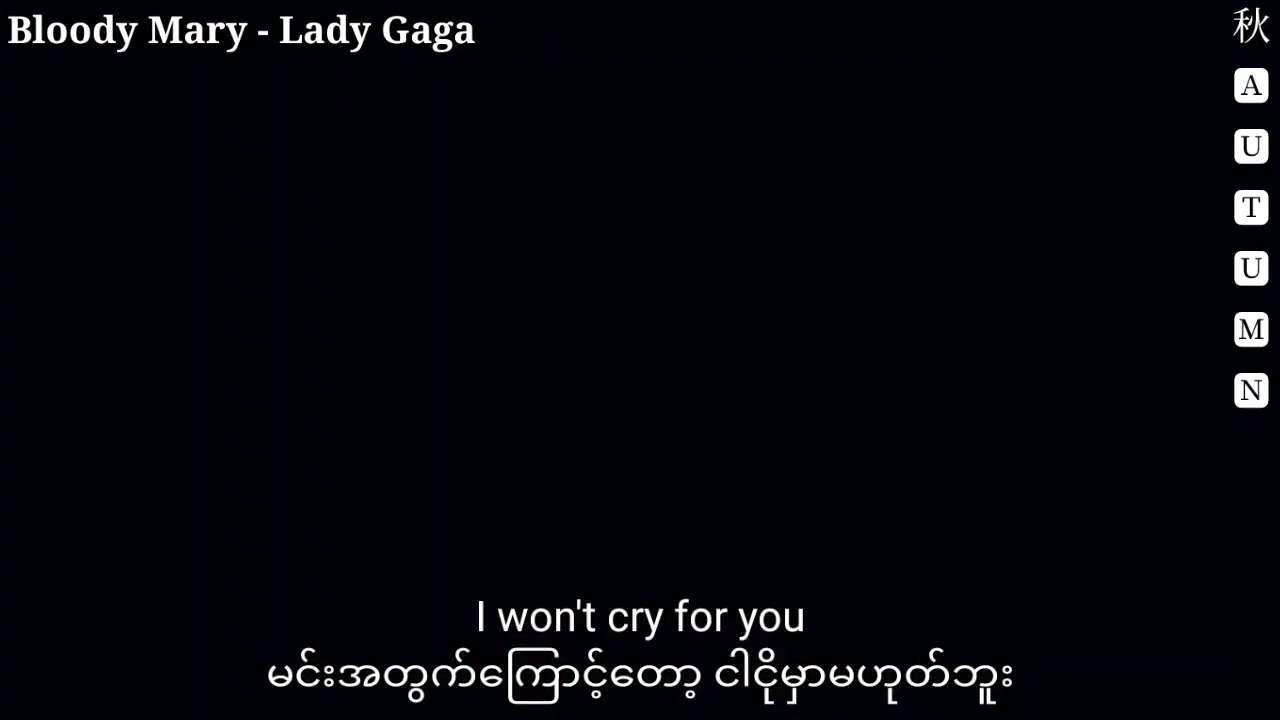 Bloody Mary - Lady Gaga
秋
A
U
T
U
M
N
I won't cry for you
မင်းအတွက်ကြောင့်တော့ ငါငိုမှာမဟုတ်ဘူး